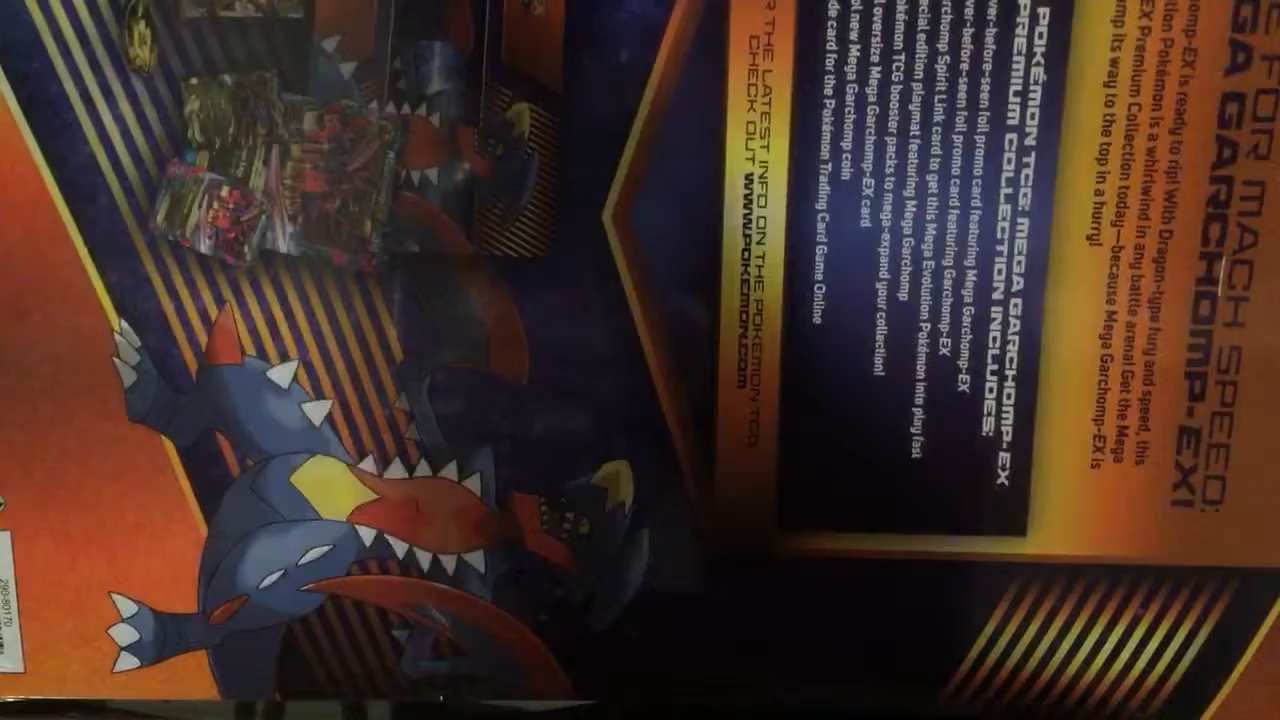 FOR MACH SPEED:
GA GARCHOMP-EX!
omp-EX is ready to rip! With Dragon-type fury and speed, this
tion Pokémon is a whirlwind in any battle arena! Get the Mega
EX Premium Collection today—because Mega Garchomp-EX is
mp its way to the top in a hurry!
POKÉMON TCG: MEGA GARCHOMP-EX
PREMIUM COLLECTION INCLUDES:
ver-before-seen foil promo card featuring Mega Garchomp-EX
ver-before-seen foil promo card featuring Garchomp-EX
rchomp Spirit Link card to get this Mega Evolution Pokémon into play fast
ecial edition playmat featuring Mega Garchomp
okémon TCG booster packs to mega-expand your collection!
l oversize Mega Garchomp-EX card
ol new Mega Garchomp coin
de card for the Pokémon Trading Card Game Online
R THE LATEST INFO ON THE POKÉMON TCG
CHECK OUT WWW.POKEMON.COM
290-80170